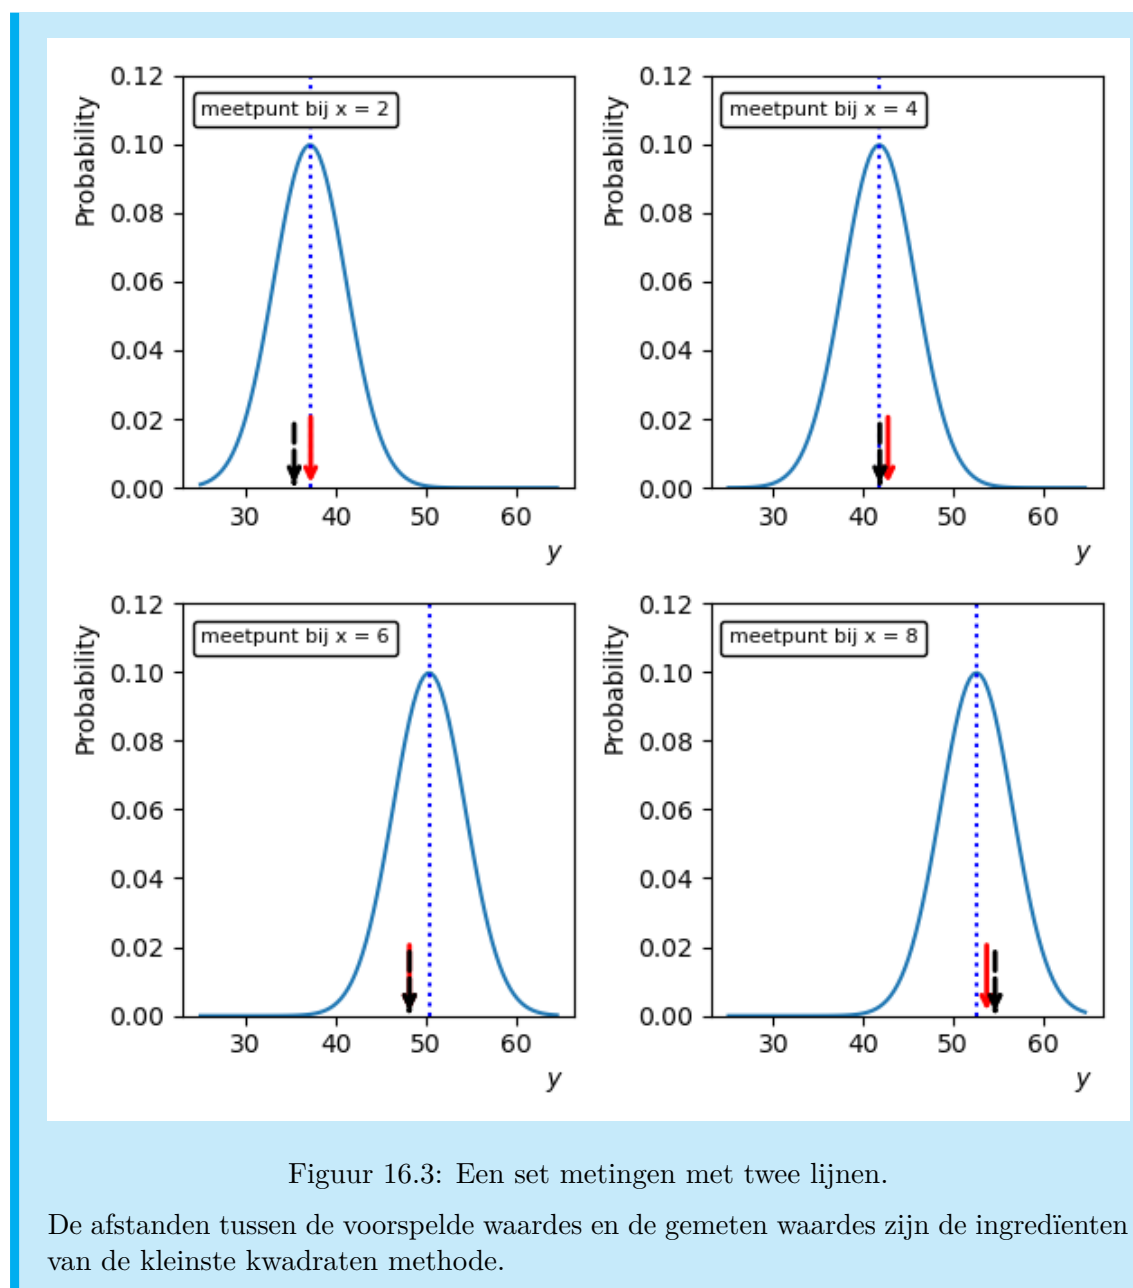 0.12
0.10
0.08
0.06
0.04
0.02
0.00
Probability
meetpunt bij x = 2
30 40 50 60
y
0.12
0.10
0.08
0.06
0.04
0.02
0.00
Probability
meetpunt bij x = 4
30 40 50 60
y
0.12
0.10
0.08
0.06
0.04
0.02
0.00
Probability
meetpunt bij x = 6
30 40 50 60
y
0.12
0.10
0.08
0.06
0.04
0.02
0.00
Probability
meetpunt bij x = 8
30 40 50 60
y
Figuur 16.3: Een set metingen met twee lijnen.
De afstanden tussen de voorspelde waardes en de gemeten waardes zijn de ingredïenten
van de kleinste kwadraten methode.